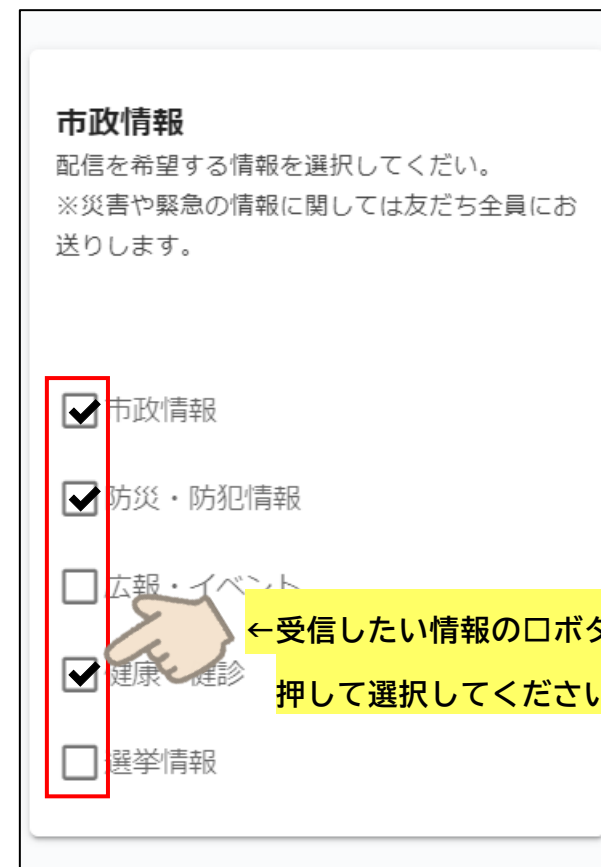 市政情報
配信を希望する情報を選択してくだい。
※災害や緊急の情報に関しては友だち全員にお
送りします。
市政情報
防災・防犯情報
広報・イベント
←受信したい情報の□ボタ
健康・健診
押して選択してください
選挙情報